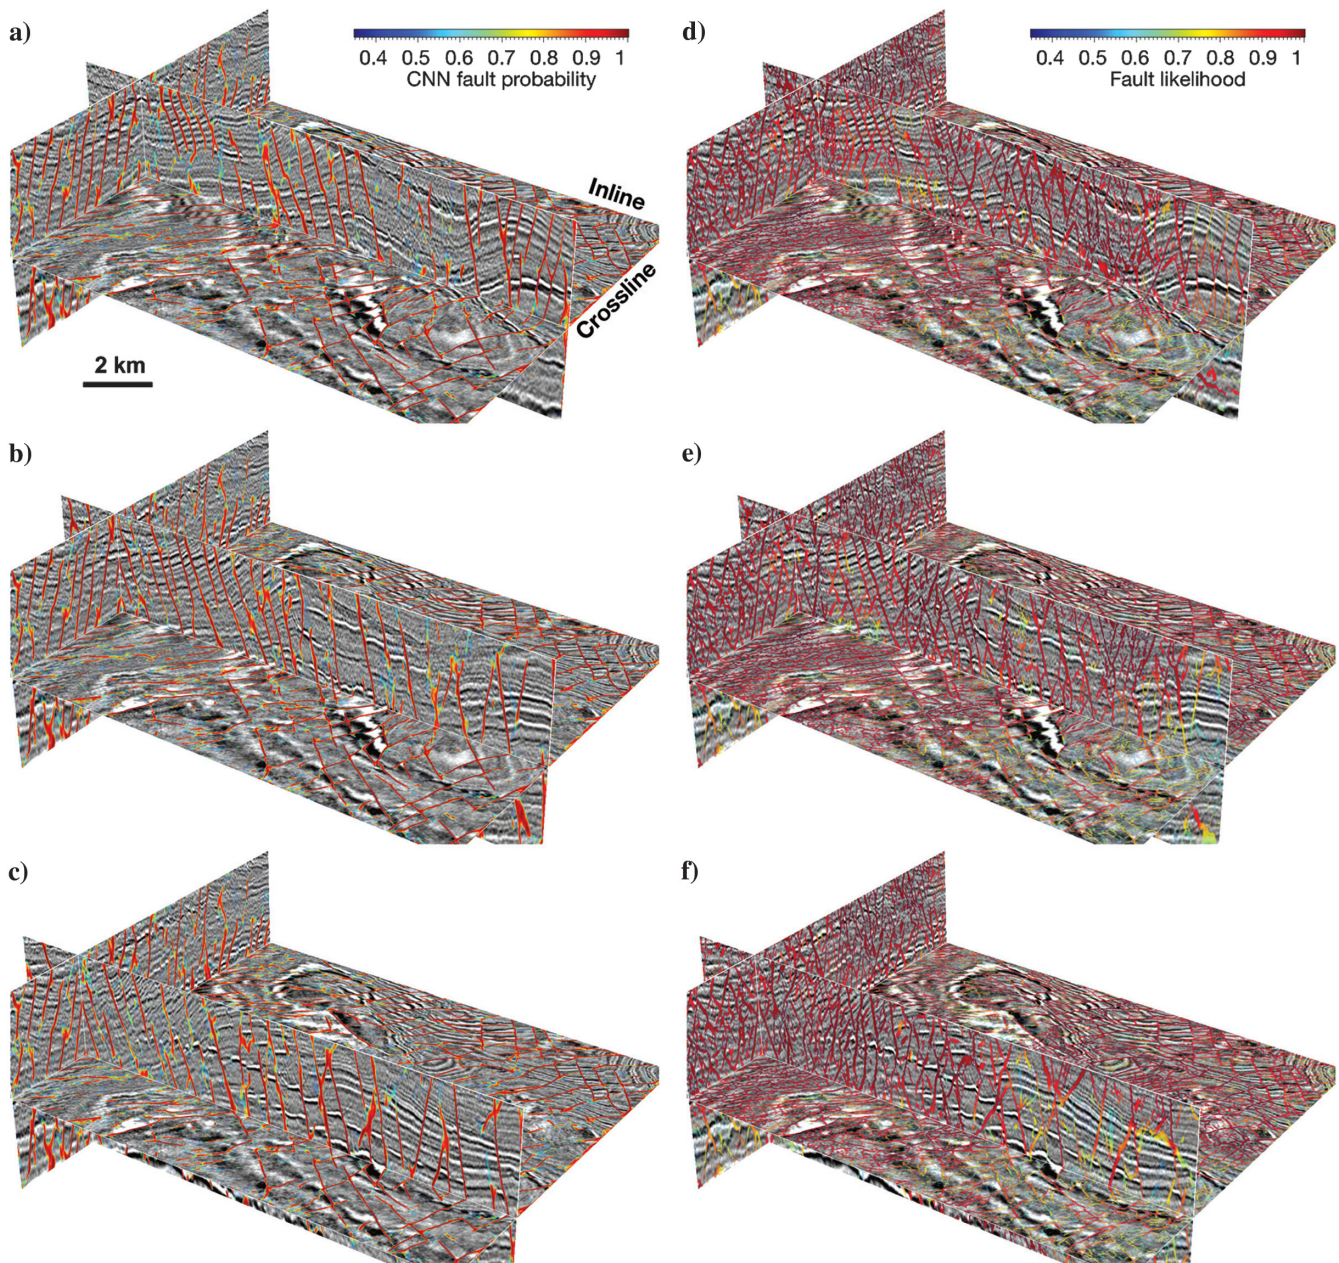 a)
0.4 0.5 0.6 0.7 0.8 0.9 1
CNN fault probability
d)
0.4 0.5 0.6 0.7 0.8 0.9 1
Fault likelihood
Inline
Crossline
2 km
b)
e)
c)
f)